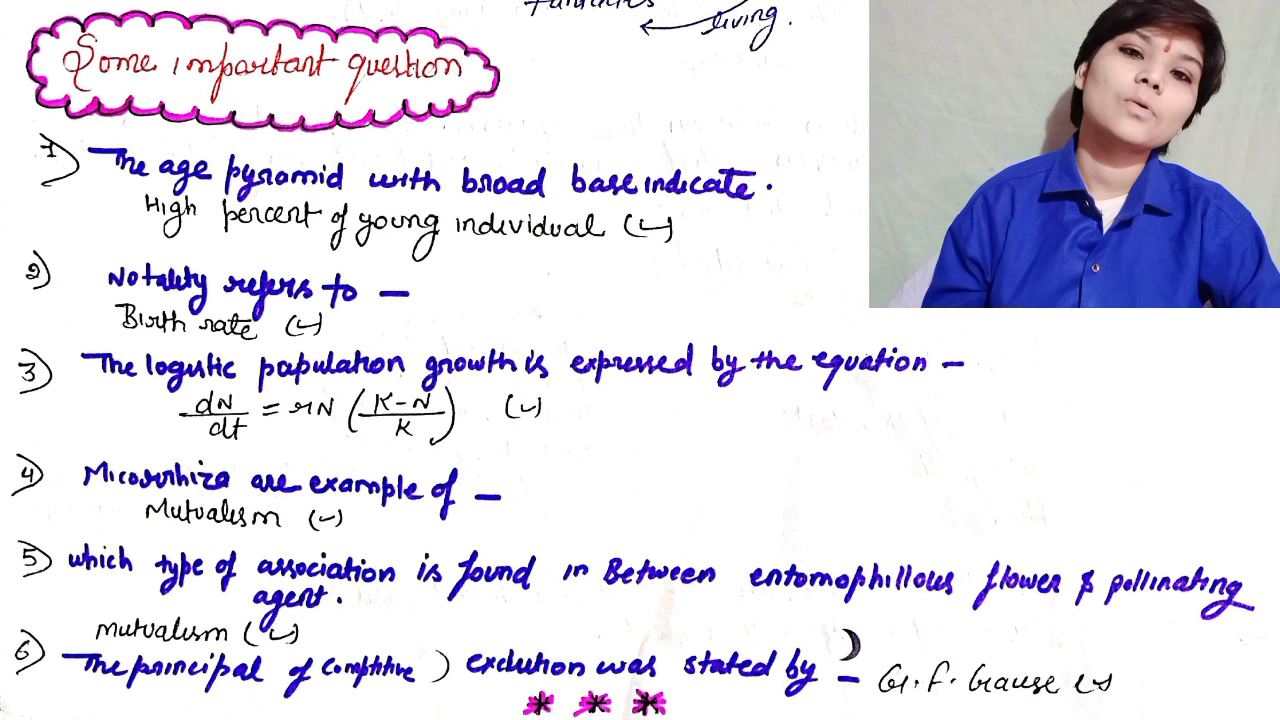 living.
Some important question
1) The age pyramid with broad base indicate.
High percent of young individual (✓)
2) Notality refers to –
Birth rate (✓)
3) The logistic population growth is expressed by the equation –
dN/dt = rN (K-N/K) (✓)
4) Micorrhiza are example of –
Mutualism (✓)
5) which type of association is found in Between entomophillous flower & pollinating
agent.
mutualism (✓)
6) The principal of comptitive ) exclution was stated by – G. F. Gause